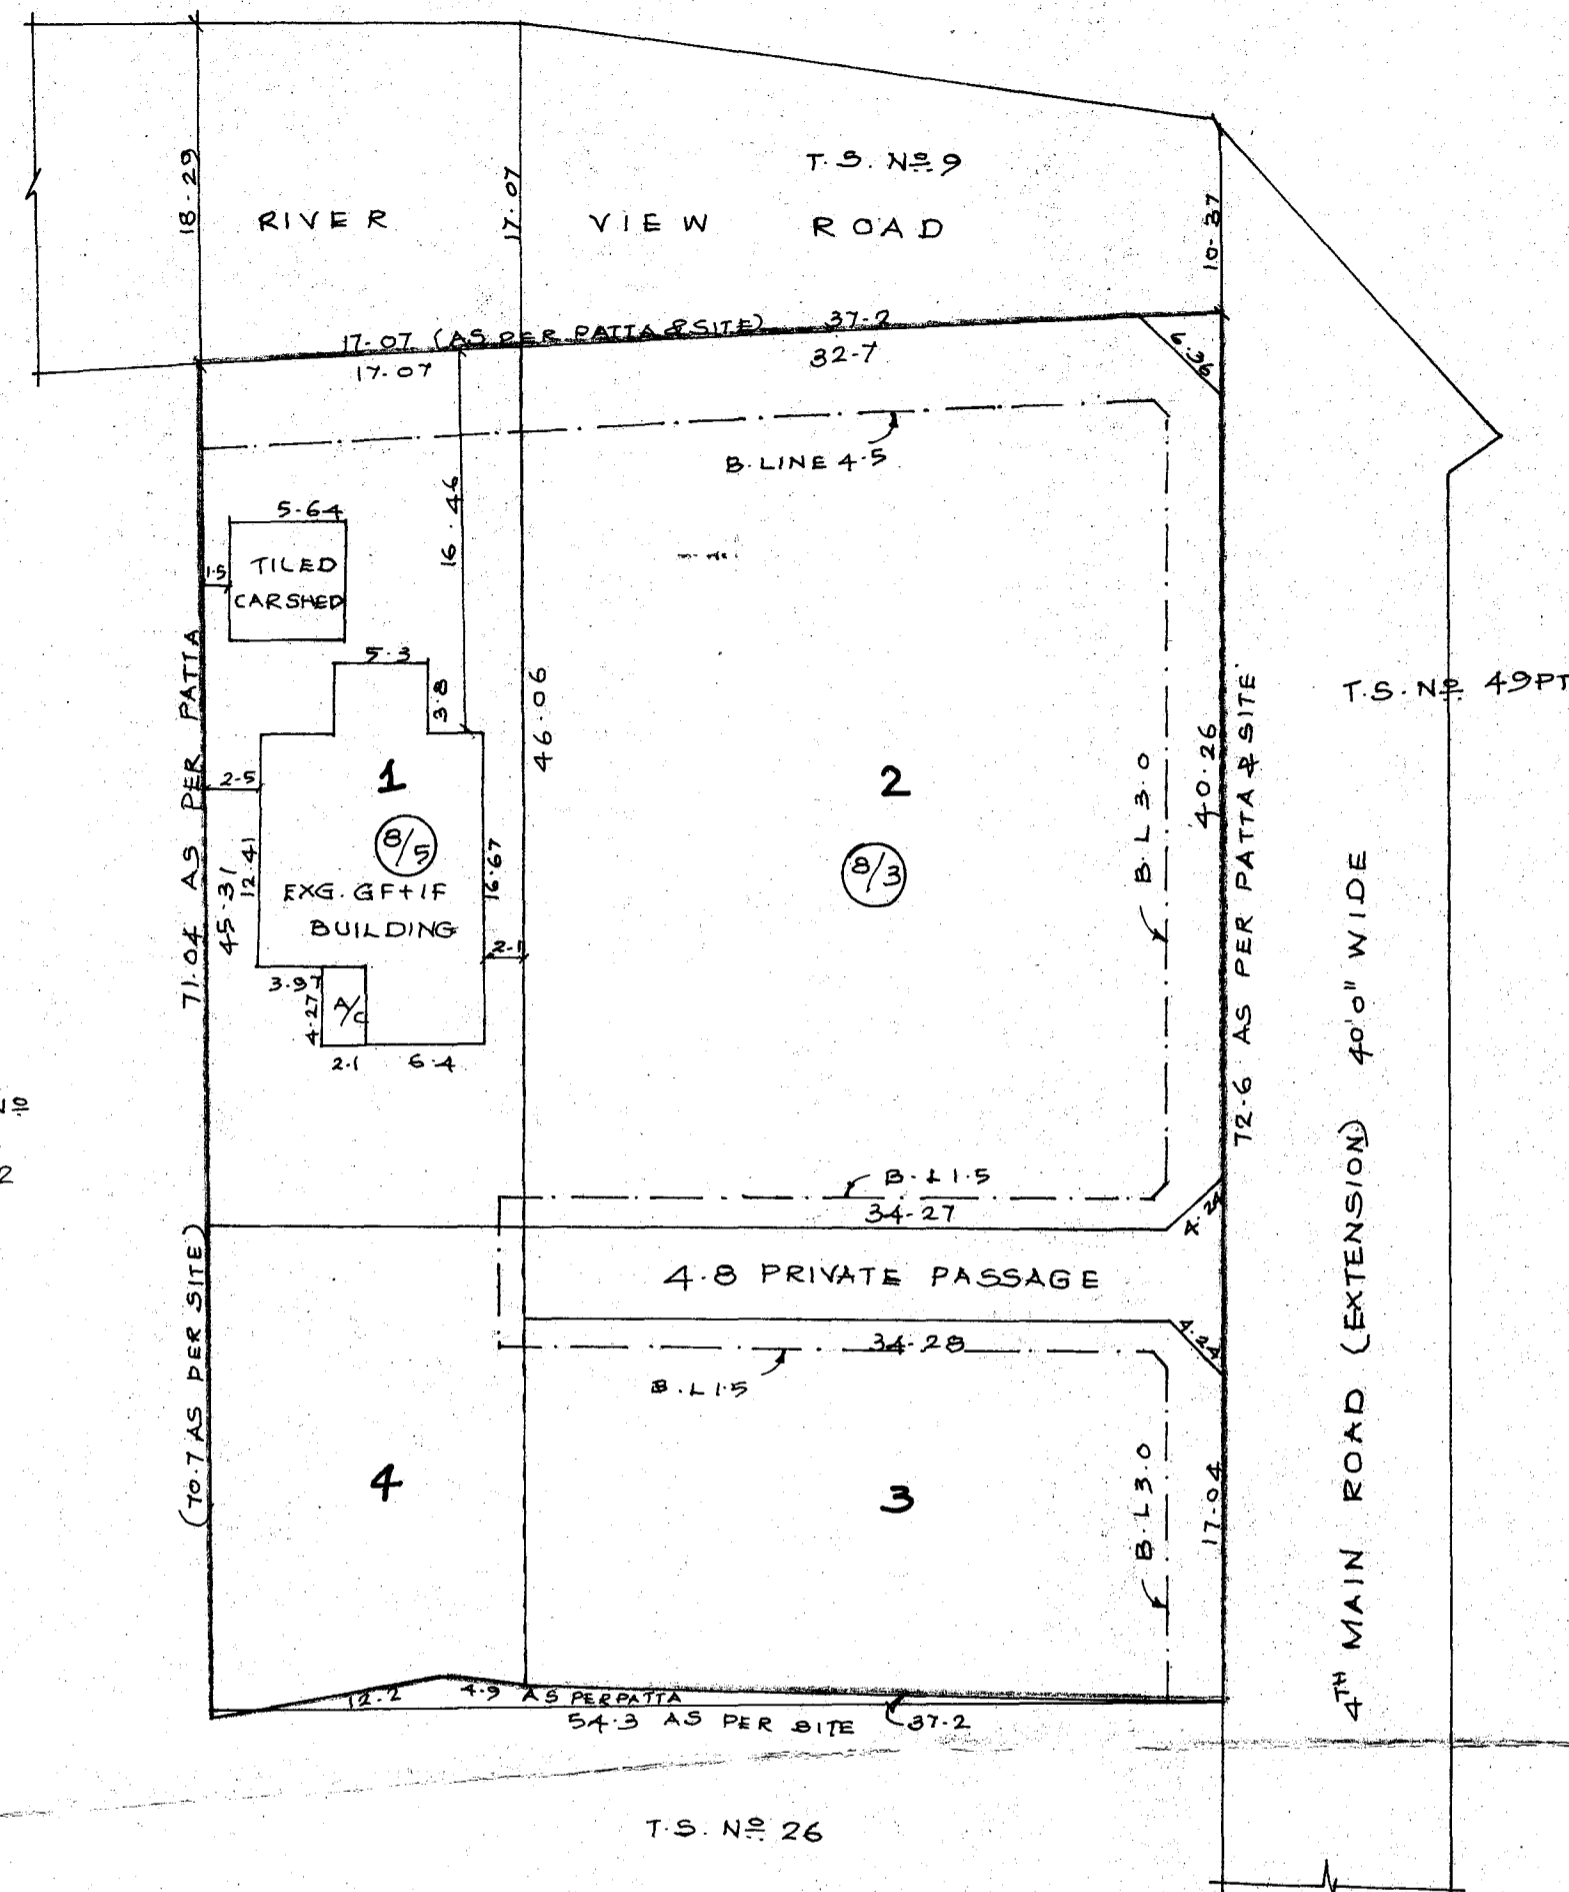 T.S. Nº 9
18.29
RIVER VIEW ROAD
17.07
10.37
17.07 (AS PER PATTA & SITE) 37.2
17.07
32.7
6.36
B. LINE 4.5
16.46
5.64
TILED
CARSHED
1.5
5.3
3.8
46.06
71.04 AS PER PATTA
(70.7 AS PER SITE)
2.5
1
8/5
EXG. GF+1F
BUILDING
45.31
12.41
16.67
2.1
3.97
4.27
A/C
2.1
6.4
2
8/3
B.L 3.0
40.26
72.6 AS PER PATTA & SITE
T.S. Nº 49PT
4TH MAIN ROAD (EXTENSION) 40'0" WIDE
B.L 1.5
34.27
4.24
4.8 PRIVATE PASSAGE
34.28
4.24
B.L 1.5
4
3
B.L 3.0
17.04
12.2
4.9
AS PER PATTA
54.3 AS PER SITE
37.2
T.S. Nº 26
2